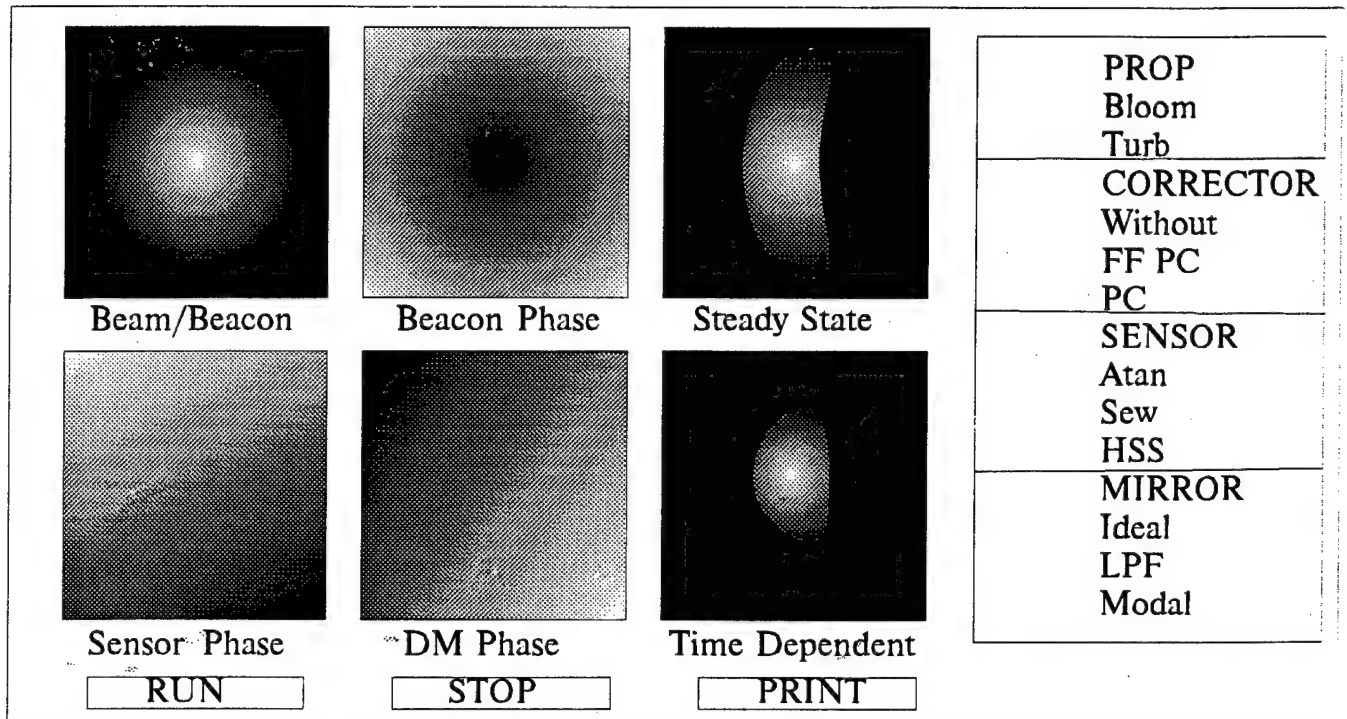 Beam/Beacon
Beacon Phase
Steady State
Sensor Phase
DM Phase
Time Dependent
RUN
STOP
PRINT
PROP
Bloom
Turb
CORRECTOR
Without
FF PC
PC
SENSOR
Atan
Sew
HSS
MIRROR
Ideal
LPF
Modal